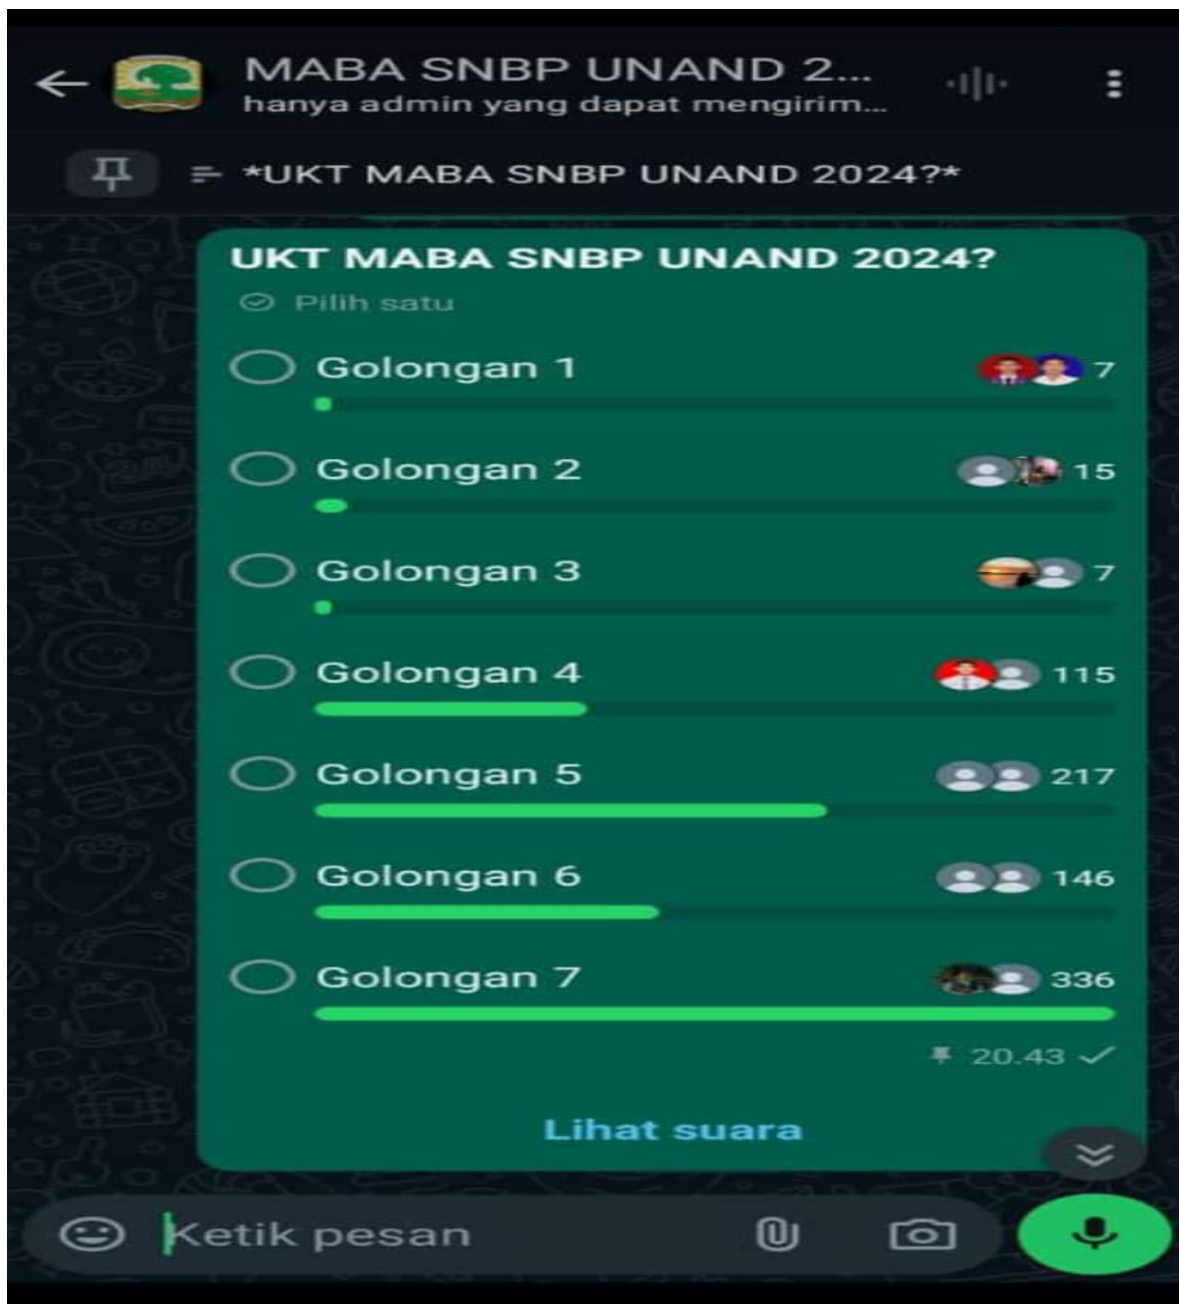 MABA SNBP UNAND 2...
hanya admin yang dapat mengirim...
*UKT MABA SNBP UNAND 2024?*
UKT MABA SNBP UNAND 2024?
Pilih satu
Golongan 1 7
Golongan 2 15
Golongan 3 7
Golongan 4 115
Golongan 5 217
Golongan 6 146
Golongan 7 336
20.43
Lihat suara
Ketik pesan